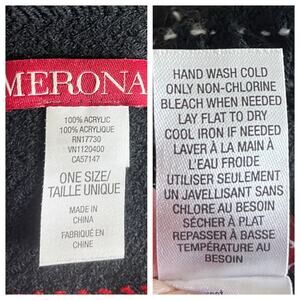 MERONA
100% ACRYLIC
100% ACRYLIQUE
RN17730
VN1120400
CA57147
ONE SIZE/
TAILLE UNIQUE
MADE IN
CHINA
FABRIQUÉ EN
CHINE
HAND WASH COLD
ONLY NON-CHLORINE
BLEACH WHEN NEEDED
LAY FLAT TO DRY
COOL IRON IF NEEDED
LAVER À LA MAIN À
L'EAU FROIDE
UTILISER SEULEMENT
UN JAVELLISANT SANS
CHLORE AU BESOIN
SÉCHER À PLAT
REPASSER À BASSE
TEMPÉRATURE AU
BESOIN